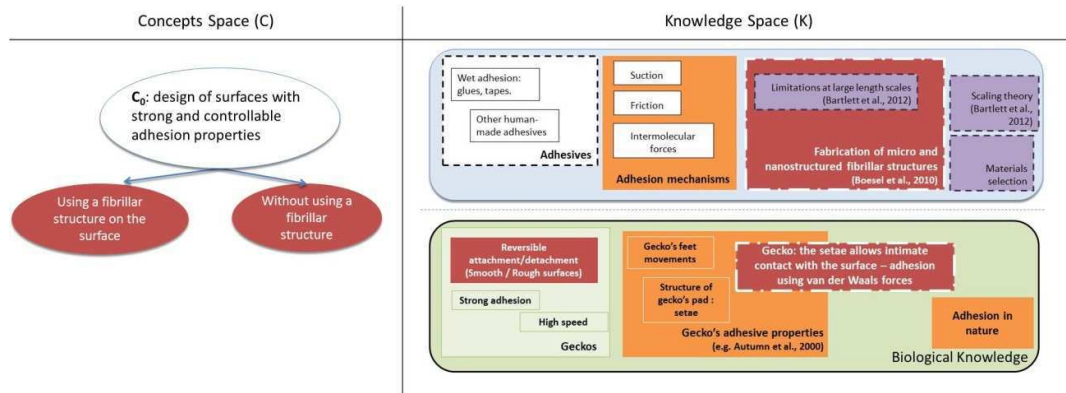 Concepts Space (C)
Knowledge Space (K)
C₀: design of surfaces with
strong and controllable
adhesion properties
Using a fibrillar
structure on the
surface
Without using a
fibrillar
structure
Wet adhesion:
glues, tapes.
Other human-
made adhesives
Adhesives
Suction
Friction
Intermolecular
forces
Adhesion mechanisms
Limitations at large length scales
(Bartlett et al., 2012)
Fabrication of micro and
nanostructured fibrillar structures
(Boesel et al., 2010)
Scaling theory
(Bartlett et al.,
2012)
Materials
selection
Reversible
attachment/detachment
(Smooth / Rough surfaces)
Strong adhesion
High speed
Geckos
Gecko's feet
movements
Structure of
gecko's pad :
setae
Gecko's adhesive properties
(e.g. Autumn et al., 2000)
Gecko: the setae allows intimate
contact with the surface – adhesion
using van der Waals forces
Adhesion in
nature
Biological Knowledge